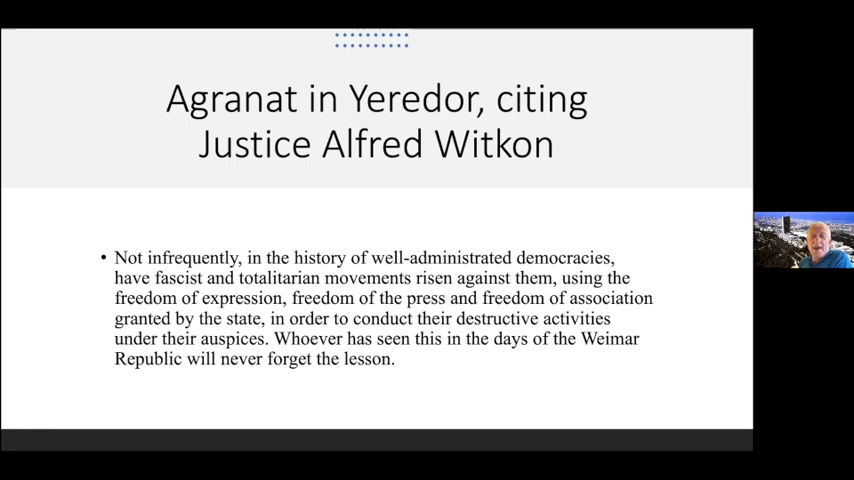 Agranat in Yeredor, citing
Justice Alfred Witkon
• Not infrequently, in the history of well-administrated democracies,
have fascist and totalitarian movements risen against them, using the
freedom of expression, freedom of the press and freedom of association
granted by the state, in order to conduct their destructive activities
under their auspices. Whoever has seen this in the days of the Weimar
Republic will never forget the lesson.